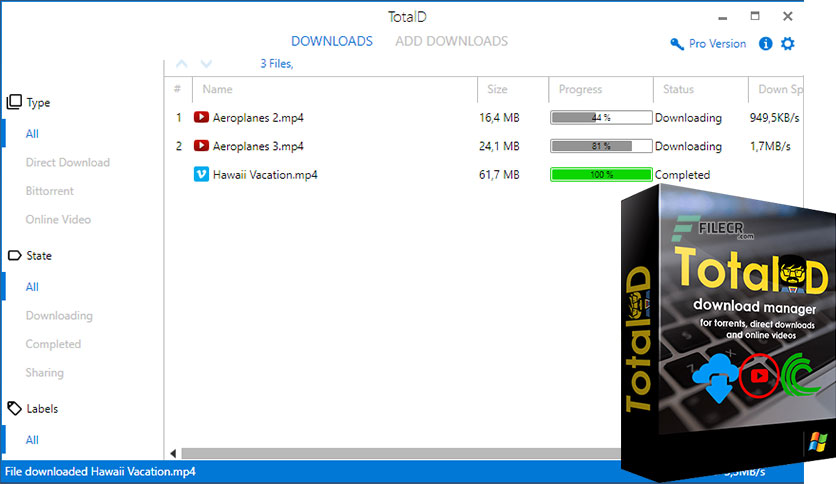 TotalD
DOWNLOADS ADD DOWNLOADS
Pro Version
3 Files,
# Name Size Progress Status Down Sp
1 Aeroplanes 2.mp4 16,4 MB 44 % Downloading 949,5KB/s
2 Aeroplanes 3.mp4 24,1 MB 81 % Downloading 1,7MB/s
Hawaii Vacation.mp4 61,7 MB 100 % Completed
Type
All
Direct Download
Bittorrent
Online Video
State
All
Downloading
Completed
Sharing
Labels
All
File downloaded Hawaii Vacation.mp4
FILECR
.com
TotalD
download manager
for torrents, direct downloads
and online videos
TotalD